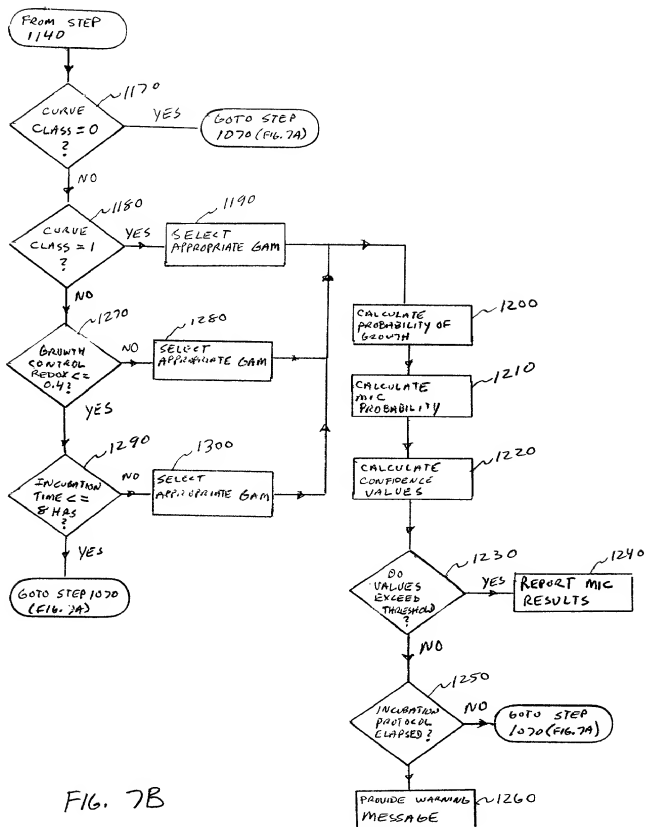 FROM STEP
1140
1170
CURVE
CLASS = 0
?
YES
GOTO STEP
1070 (FIG. 7A)
NO
1180
CURVE
CLASS = 1
?
YES
1190
SELECT
APPROPRIATE GAM
NO
1270
GROWTH
CONTROL
REDOX <=
0.4?
NO
1280
SELECT
APPROPRIATE GAM
YES
1290
INCUBATION
TIME <=
8 HRS
?
NO
1300
SELECT
APPROPRIATE GAM
YES
GOTO STEP 1070
(FIG. 7A)
1200
CALCULATE
PROBABILITY OF
GROWTH
1210
CALCULATE
MIC
PROBABILITY
1220
CALCULATE
CONFIDENCE
VALUES
1230
DO
VALUES
EXCEED
THRESHOLD
?
YES
1240
REPORT MIC
RESULTS
NO
1250
INCUBATION
PROTOCOL
ELAPSED?
NO
GOTO STEP
1070 (FIG. 7A)
PROVIDE WARNING
MESSAGE
1260
FIG. 7B